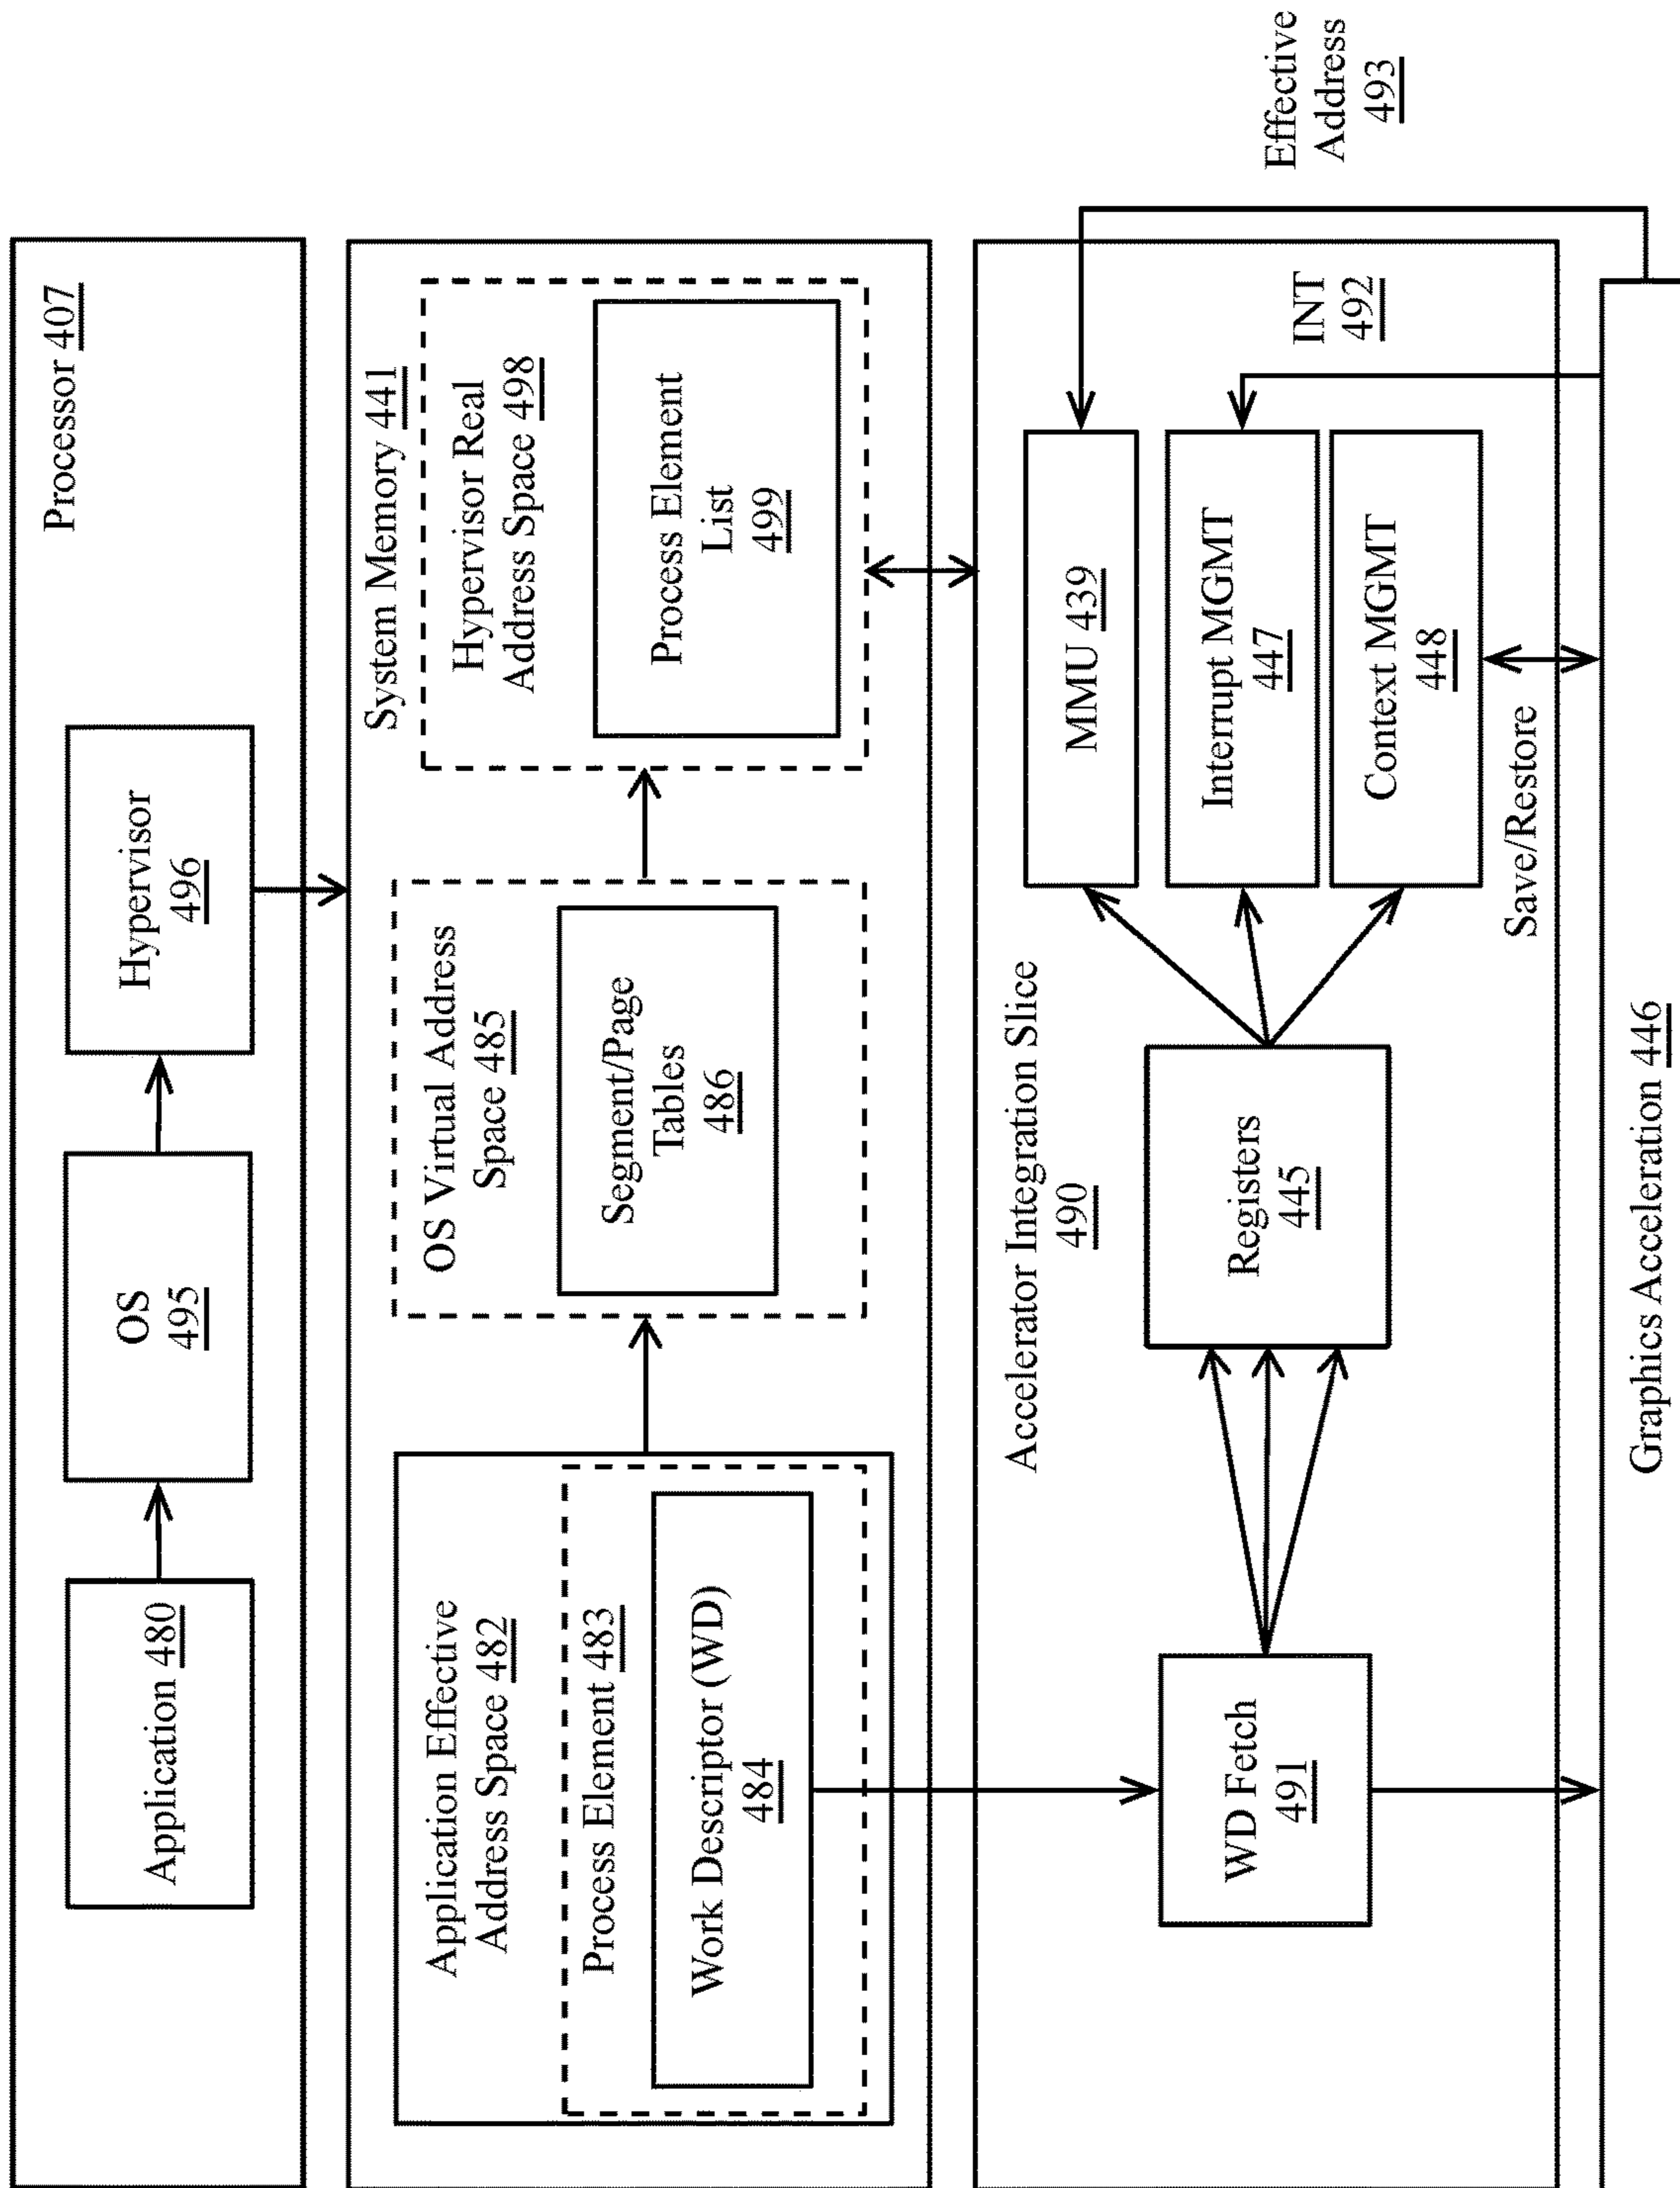 Processor 407
Application 480
OS
495
Hypervisor
496
System Memory 441
Application Effective
Address Space 482
Process Element 483
Work Descriptor (WD)
484
OS Virtual Address
Space 485
Segment/Page
Tables
486
Hypervisor Real
Address Space 498
Process Element
List
499
Accelerator Integration Slice
490
WD Fetch
491
Registers
445
MMU 439
Interrupt MGMT
447
Context MGMT
448
INT
492
Effective
Address
493
Save/Restore
Graphics Acceleration 446